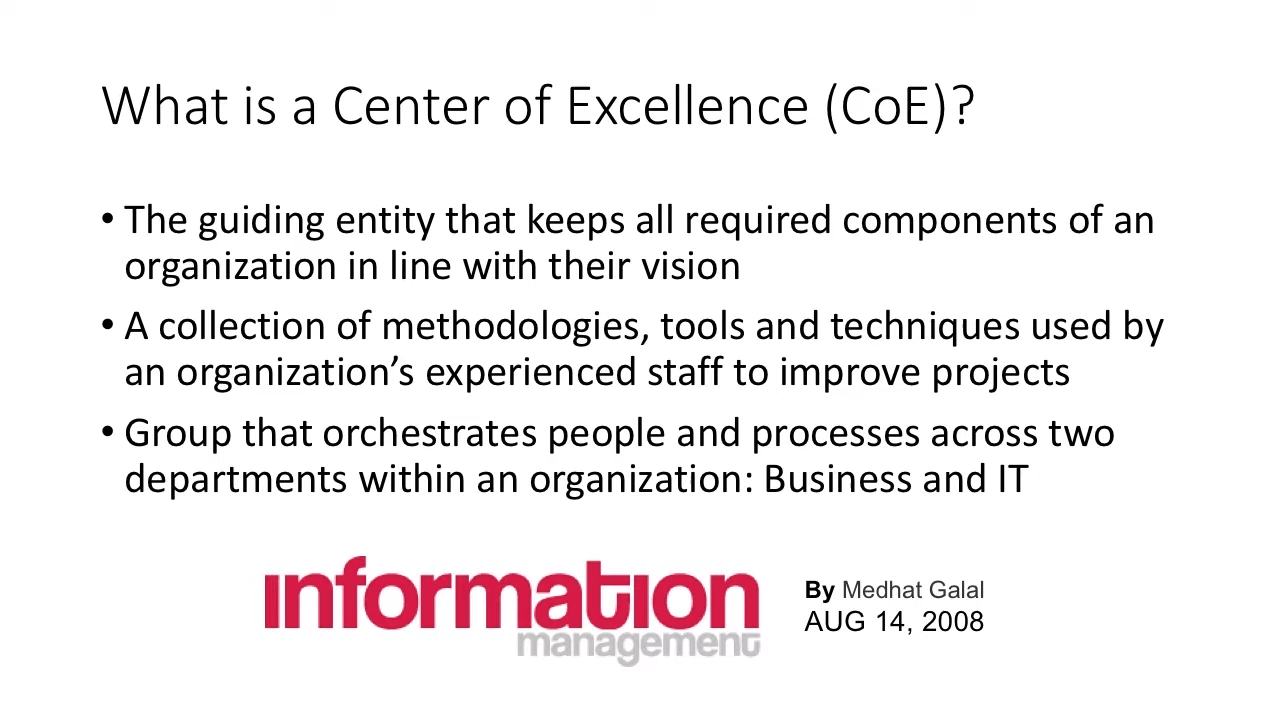 What is a Center of Excellence (CoE)?
• The guiding entity that keeps all required components of an
organization in line with their vision
• A collection of methodologies, tools and techniques used by
an organization’s experienced staff to improve projects
• Group that orchestrates people and processes across two
departments within an organization: Business and IT
information
management
By Medhat Galal
AUG 14, 2008